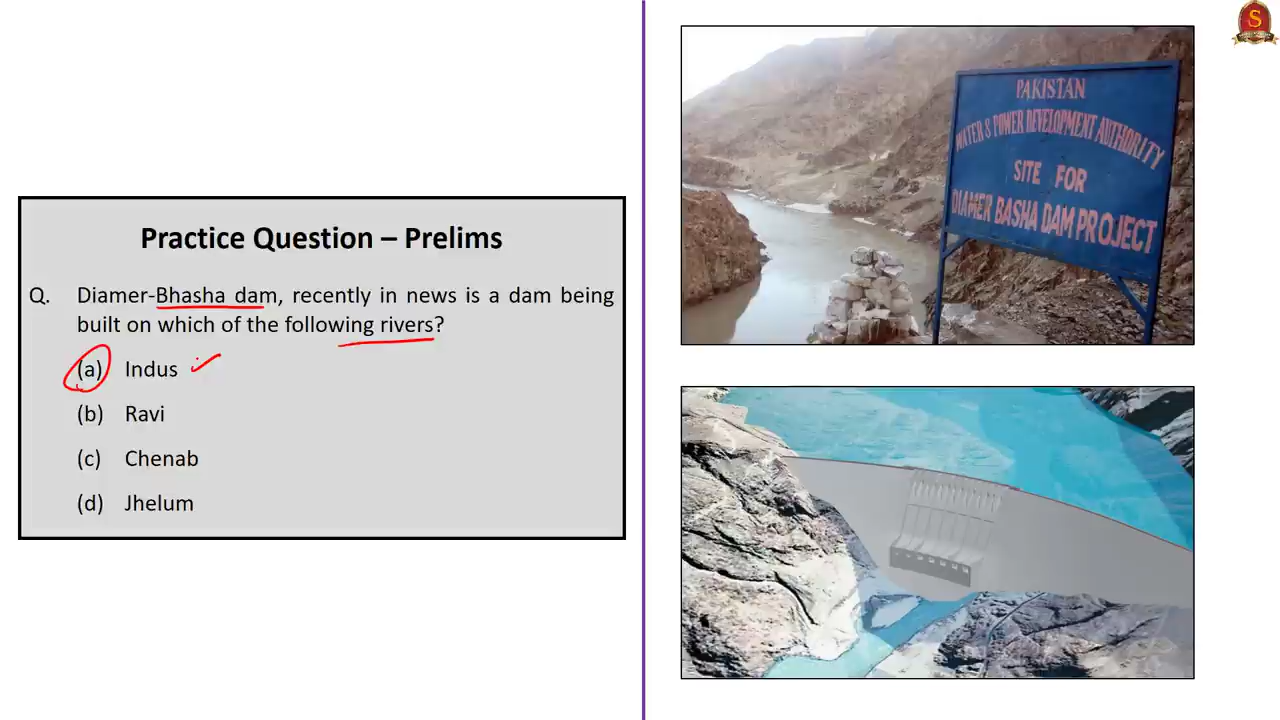 Practice Question – Prelims
Q. Diamer-Bhasha dam, recently in news is a dam being
built on which of the following rivers?
(a) Indus
(b) Ravi
(c) Chenab
(d) Jhelum
PAKISTAN
WATER & POWER DEVELOPMENT AUTHORITY
SITE FOR
DIAMER BASHA DAM PROJECT
S